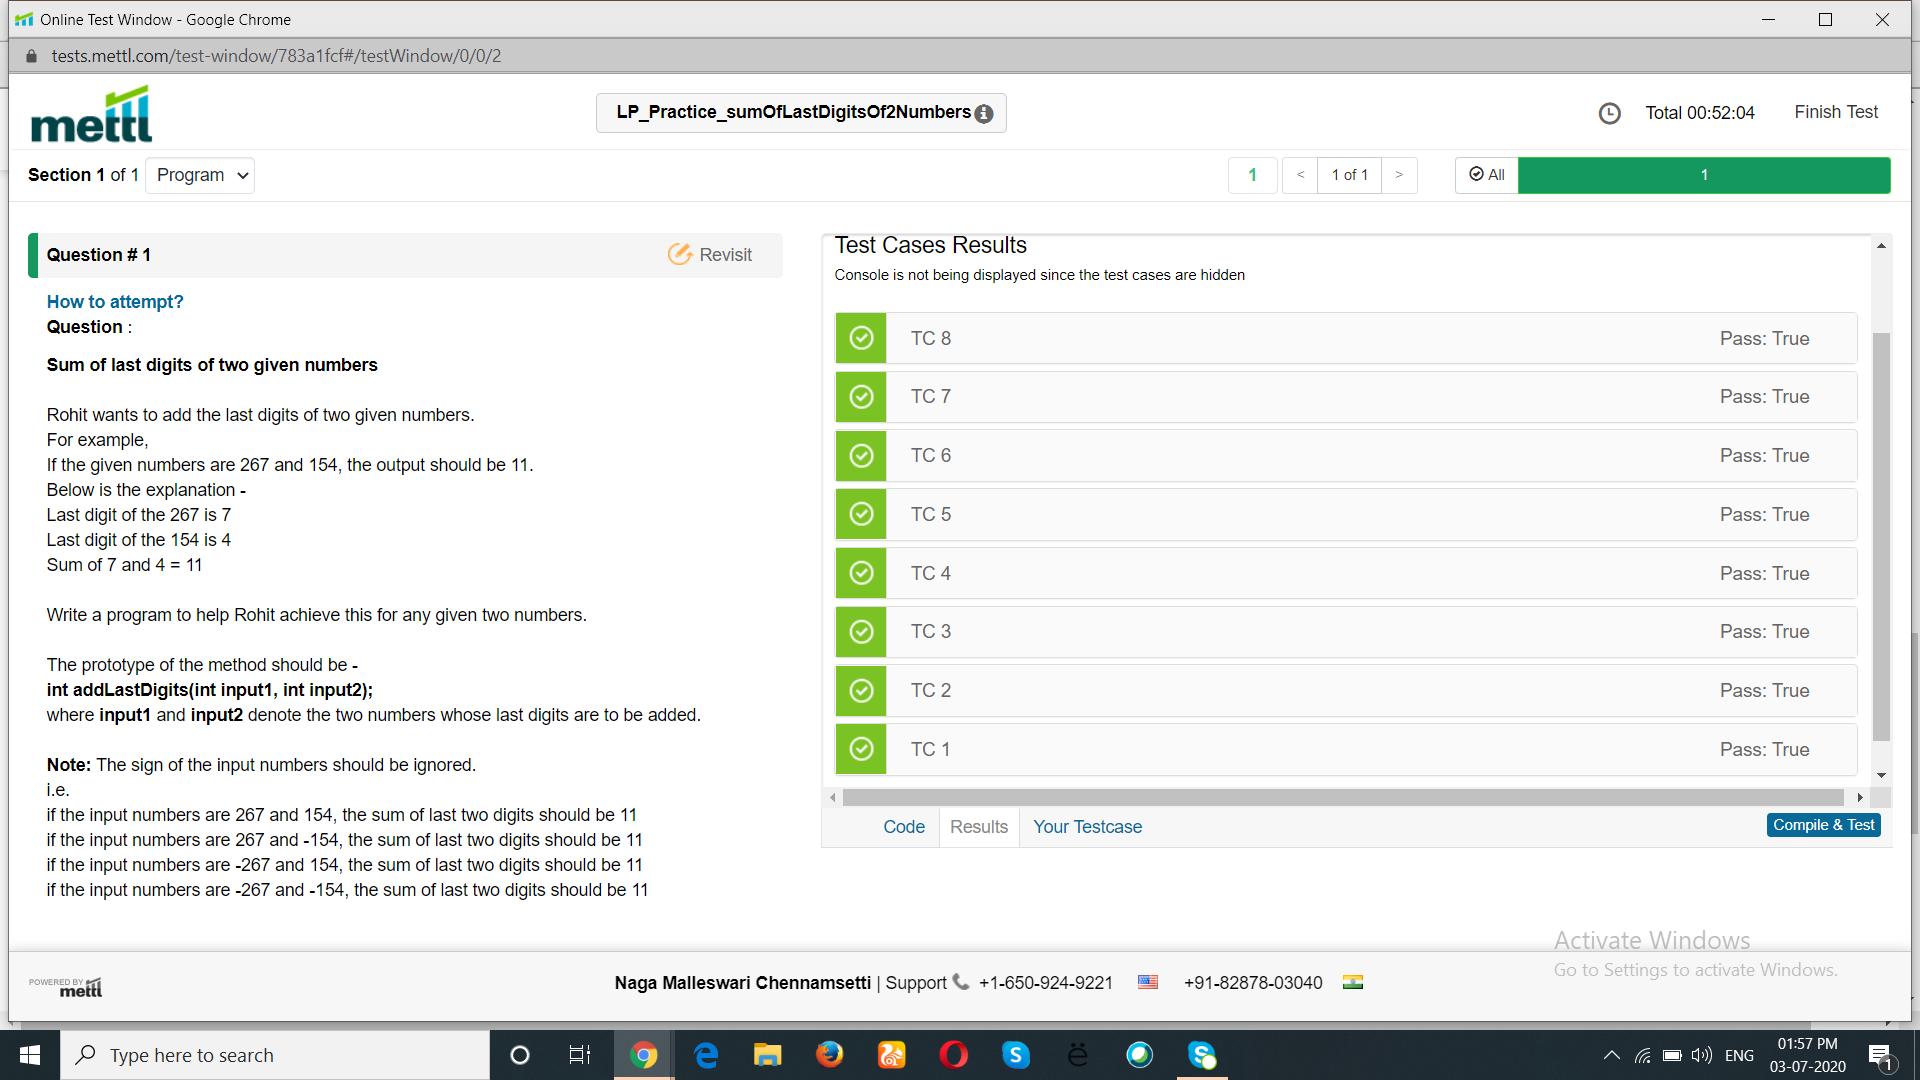 Online Test Window - Google Chrome
tests.mettl.com/test-window/783a1fcf#/testWindow/0/0/2
mettl
LP_Practice_sumOfLastDigitsOf2Numbers
Total 00:52:04
Finish Test
Section 1 of 1
Program
1
<
1 of 1
>
All
1
Question # 1
Revisit
How to attempt?
Question :
Sum of last digits of two given numbers
Rohit wants to add the last digits of two given numbers.
For example,
If the given numbers are 267 and 154, the output should be 11.
Below is the explanation -
Last digit of the 267 is 7
Last digit of the 154 is 4
Sum of 7 and 4 = 11
Write a program to help Rohit achieve this for any given two numbers.
The prototype of the method should be -
int addLastDigits(int input1, int input2);
where input1 and input2 denote the two numbers whose last digits are to be added.
Note: The sign of the input numbers should be ignored.
i.e.
if the input numbers are 267 and 154, the sum of last two digits should be 11
if the input numbers are 267 and -154, the sum of last two digits should be 11
if the input numbers are -267 and 154, the sum of last two digits should be 11
if the input numbers are -267 and -154, the sum of last two digits should be 11
Test Cases Results
Console is not being displayed since the test cases are hidden
TC 8 Pass: True
TC 7 Pass: True
TC 6 Pass: True
TC 5 Pass: True
TC 4 Pass: True
TC 3 Pass: True
TC 2 Pass: True
TC 1 Pass: True
Code
Results
Your Testcase
Compile & Test
Activate Windows
Go to Settings to activate Windows.
POWERED BY
mettl
Naga Malleswari Chennamsetti | Support +1-650-924-9221 +91-82878-03040
Type here to search
ENG
01:57 PM
03-07-2020
1